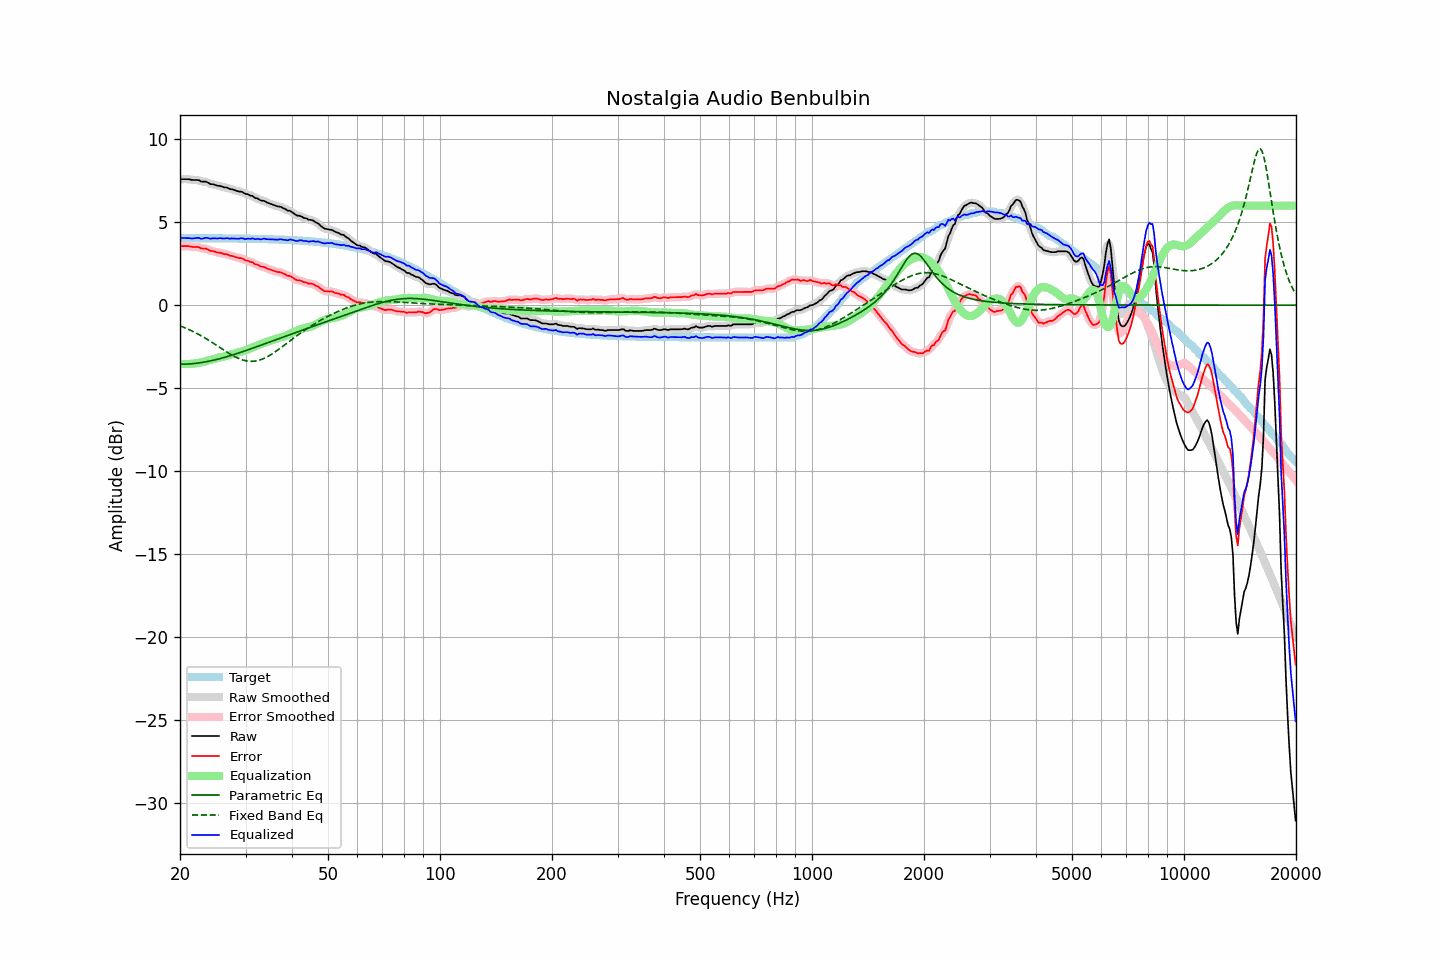 Nostalgia Audio Benbulbin
10
5
0
−5
−10
−15
−20
−25
−30
Amplitude (dBr)
Target
Raw Smoothed
Error Smoothed
Raw
Error
Equalization
Parametric Eq
Fixed Band Eq
Equalized
20
50
100
200
500
1000
2000
5000
10000
20000
Frequency (Hz)